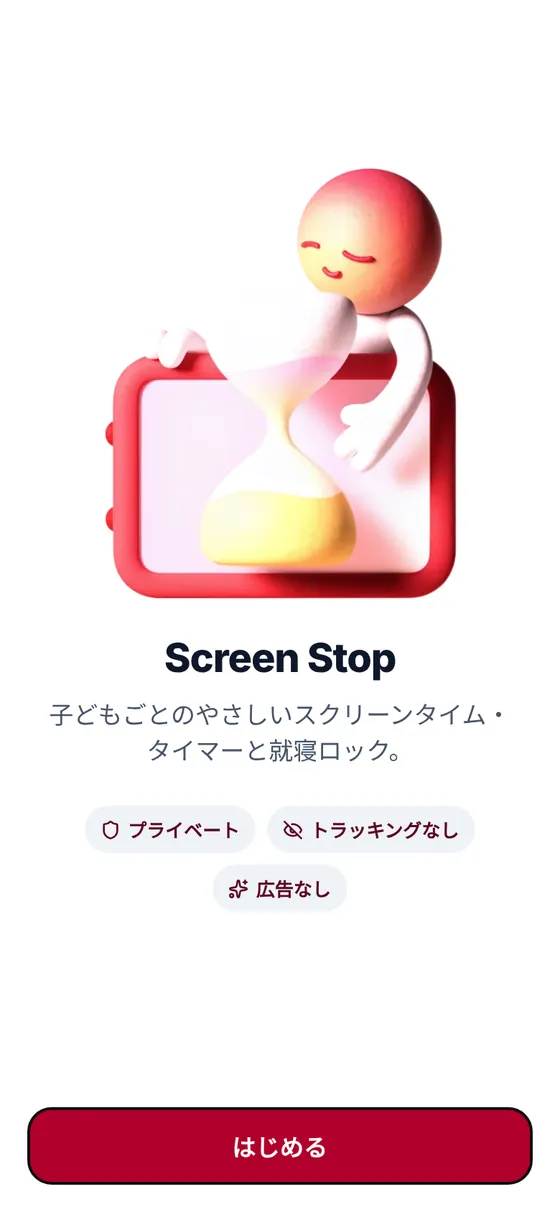 Screen Stop
子どもごとのやさしいスクリーンタイム・
タイマーと就寝ロック。
プライベート
トラッキングなし
広告なし
はじめる